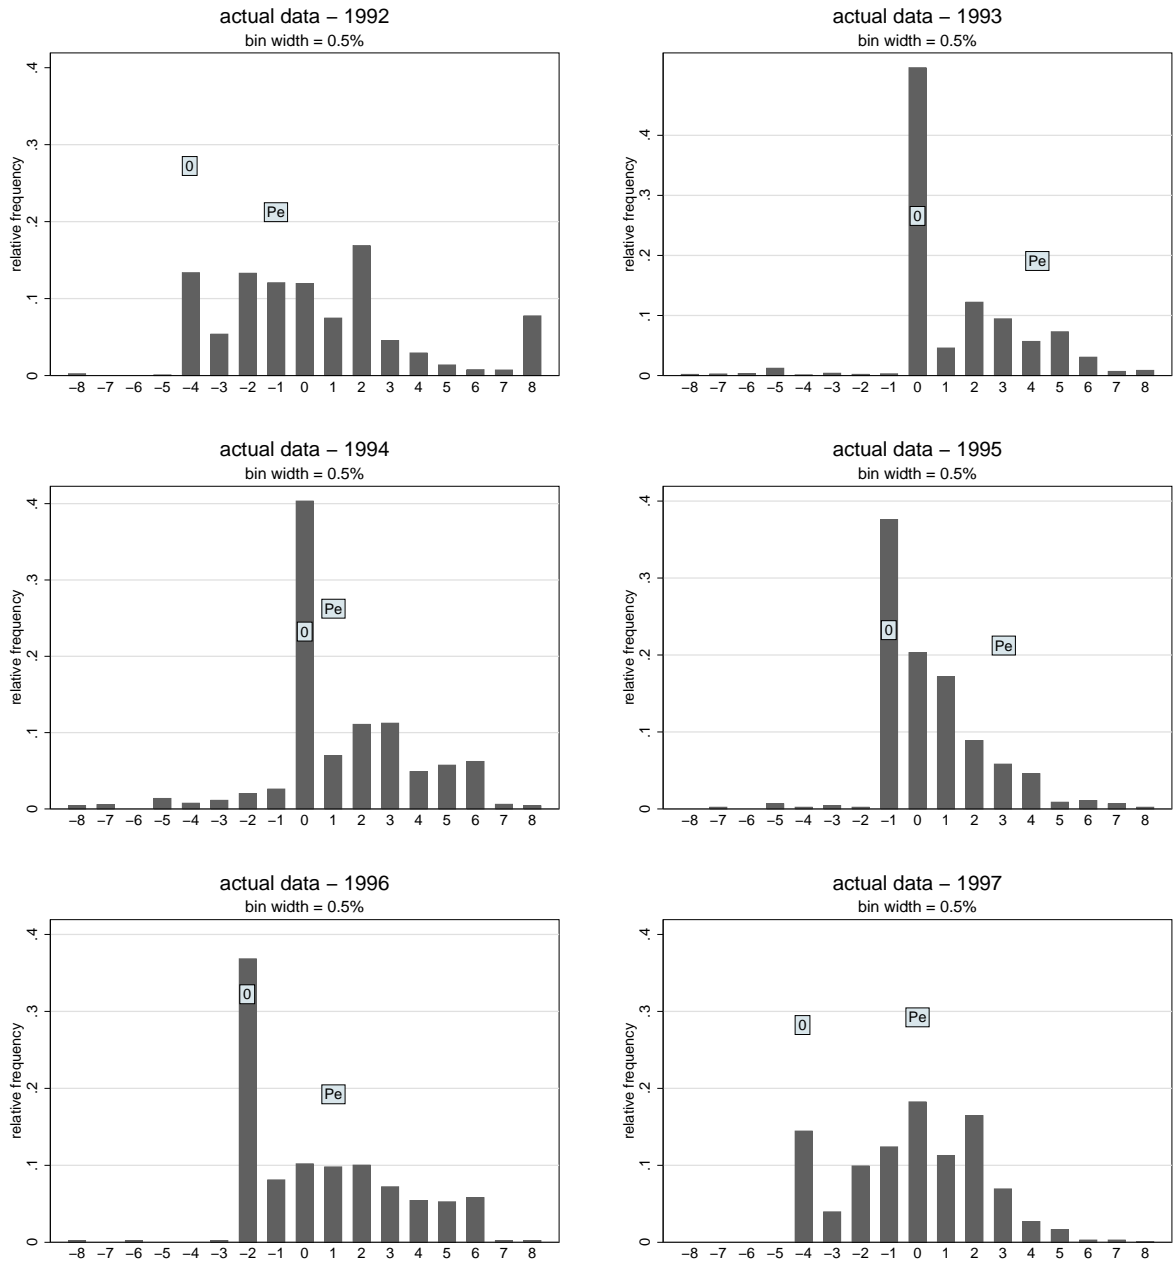 actual data – 1992
bin width = 0.5%
relative frequency
.4
.3
.2
.1
0
0
Pe
−8 −7 −6 −5 −4 −3 −2 −1 0 1 2 3 4 5 6 7 8
actual data – 1993
bin width = 0.5%
relative frequency
.4
.3
.2
.1
0
0
Pe
−8 −7 −6 −5 −4 −3 −2 −1 0 1 2 3 4 5 6 7 8
actual data – 1994
bin width = 0.5%
relative frequency
.4
.3
.2
.1
0
Pe
0
−8 −7 −6 −5 −4 −3 −2 −1 0 1 2 3 4 5 6 7 8
actual data – 1995
bin width = 0.5%
relative frequency
.4
.3
.2
.1
0
0
Pe
−8 −7 −6 −5 −4 −3 −2 −1 0 1 2 3 4 5 6 7 8
actual data – 1996
bin width = 0.5%
relative frequency
.4
.3
.2
.1
0
0
Pe
−8 −7 −6 −5 −4 −3 −2 −1 0 1 2 3 4 5 6 7 8
actual data – 1997
bin width = 0.5%
relative frequency
.4
.3
.2
.1
0
0
Pe
−8 −7 −6 −5 −4 −3 −2 −1 0 1 2 3 4 5 6 7 8